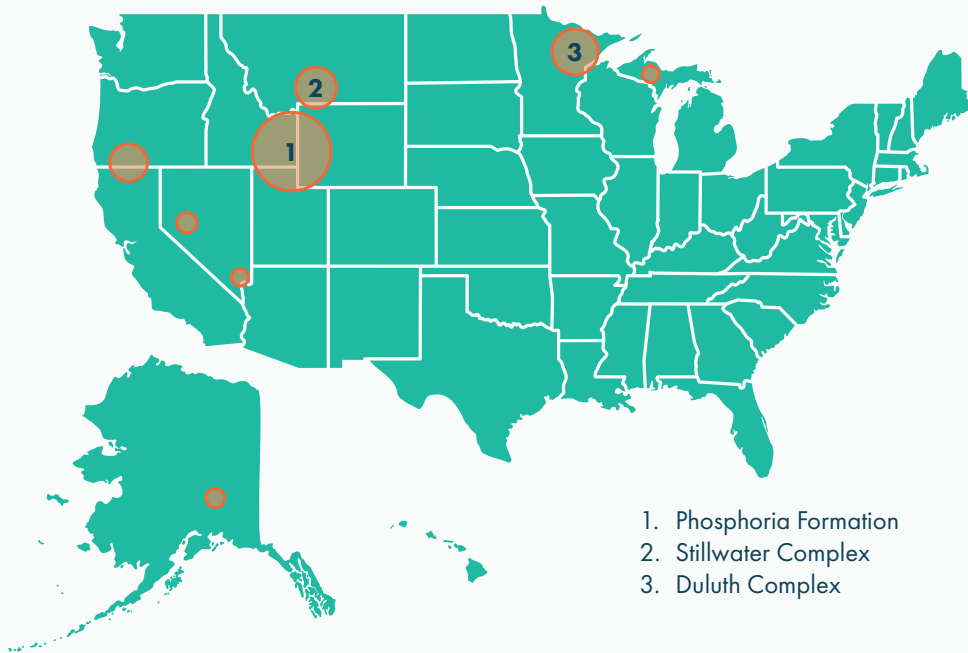 3
2
1
1. Phosphoria Formation
2. Stillwater Complex
3. Duluth Complex